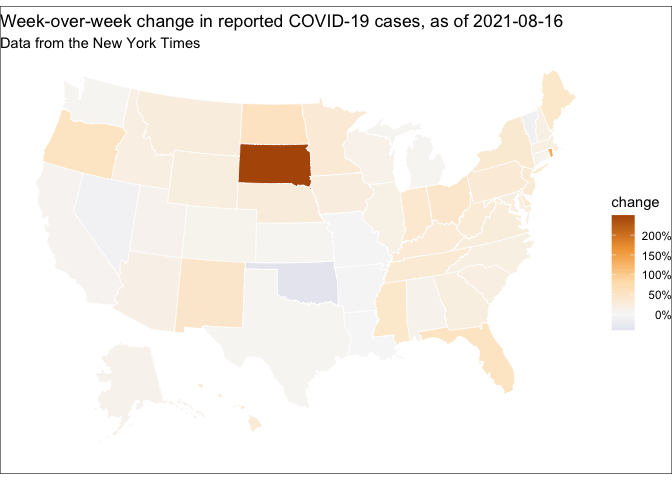 Week-over-week change in reported COVID-19 cases, as of 2021-08-16
Data from the New York Times
change
200%
150%
100%
50%
0%